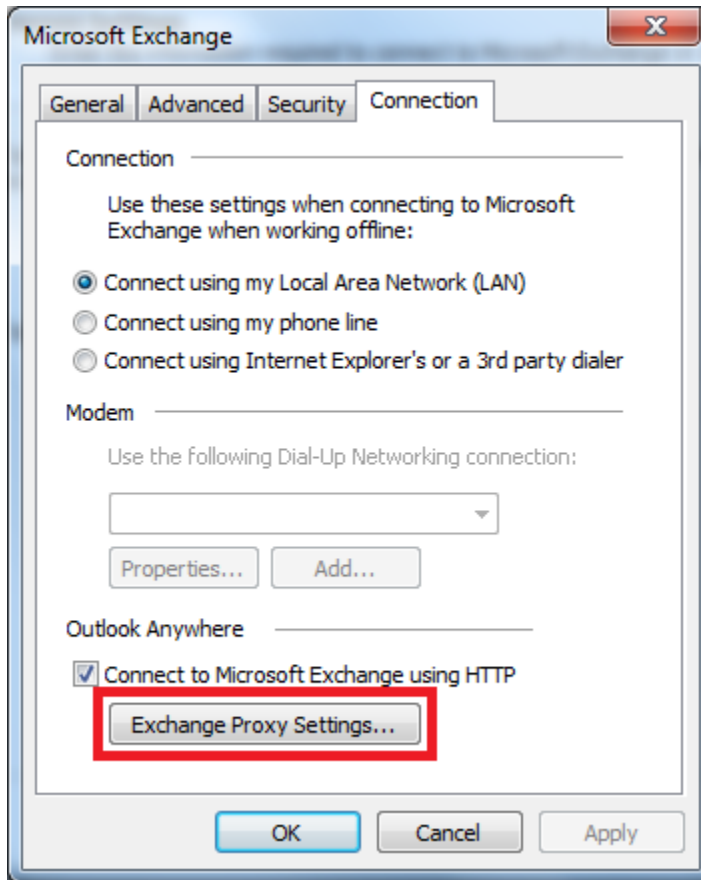 Microsoft Exchange
General Advanced Security Connection
Connection
Use these settings when connecting to Microsoft
Exchange when working offline:
Connect using my Local Area Network (LAN)
Connect using my phone line
Connect using Internet Explorer's or a 3rd party dialer
Modem
Use the following Dial-Up Networking connection:
Properties... Add...
Outlook Anywhere
Connect to Microsoft Exchange using HTTP
Exchange Proxy Settings...
OK Cancel Apply